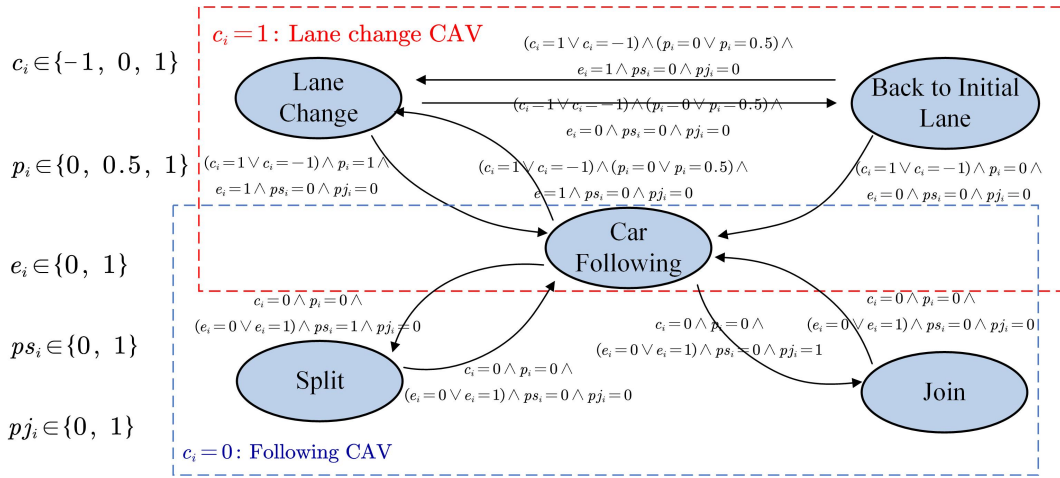 c_i=1: Lane change CAV
c_i∈{-1, 0, 1}
p_i∈{0, 0.5, 1}
e_i∈{0, 1}
ps_i∈{0, 1}
pj_i∈{0, 1}
(c_i=1∨c_i=-1)∧(p_i=0∨p_i=0.5)∧
e_i=1∧ps_i=0∧pj_i=0
Lane
Change
Back to Initial
Lane
(c_i=1∨c_i=-1)∧(p_i=0∨p_i=0.5)∧
e_i=0∧ps_i=0∧pj_i=0
(c_i=1∨c_i=-1)∧p_i=1∧
e_i=1∧ps_i=0∧pj_i=0
(c_i=1∨c_i=-1)∧(p_i=0∨p_i=0.5)∧
e=1∧ps_i=0∧pj_i=0
(c_i=1∨c_i=-1)∧p_i=0∧
e_i=0∧ps_i=0∧pj_i=0
Car
Following
c_i=0∧p_i=0∧
(e_i=0∨e_i=1)∧ps_i=1∧pj_i=0
c_i=0∧p_i=0∧
(e_i=0∨e_i=1)∧ps_i=0∧pj_i=1
c_i=0∧p_i=0∧
(e_i=0∨e_i=1)∧ps_i=0∧pj_i=0
Split
c_i=0∧p_i=0∧
(e_i=0∨e_i=1)∧ps_i=0∧pj_i=0
Join
c_i=0: Following CAV